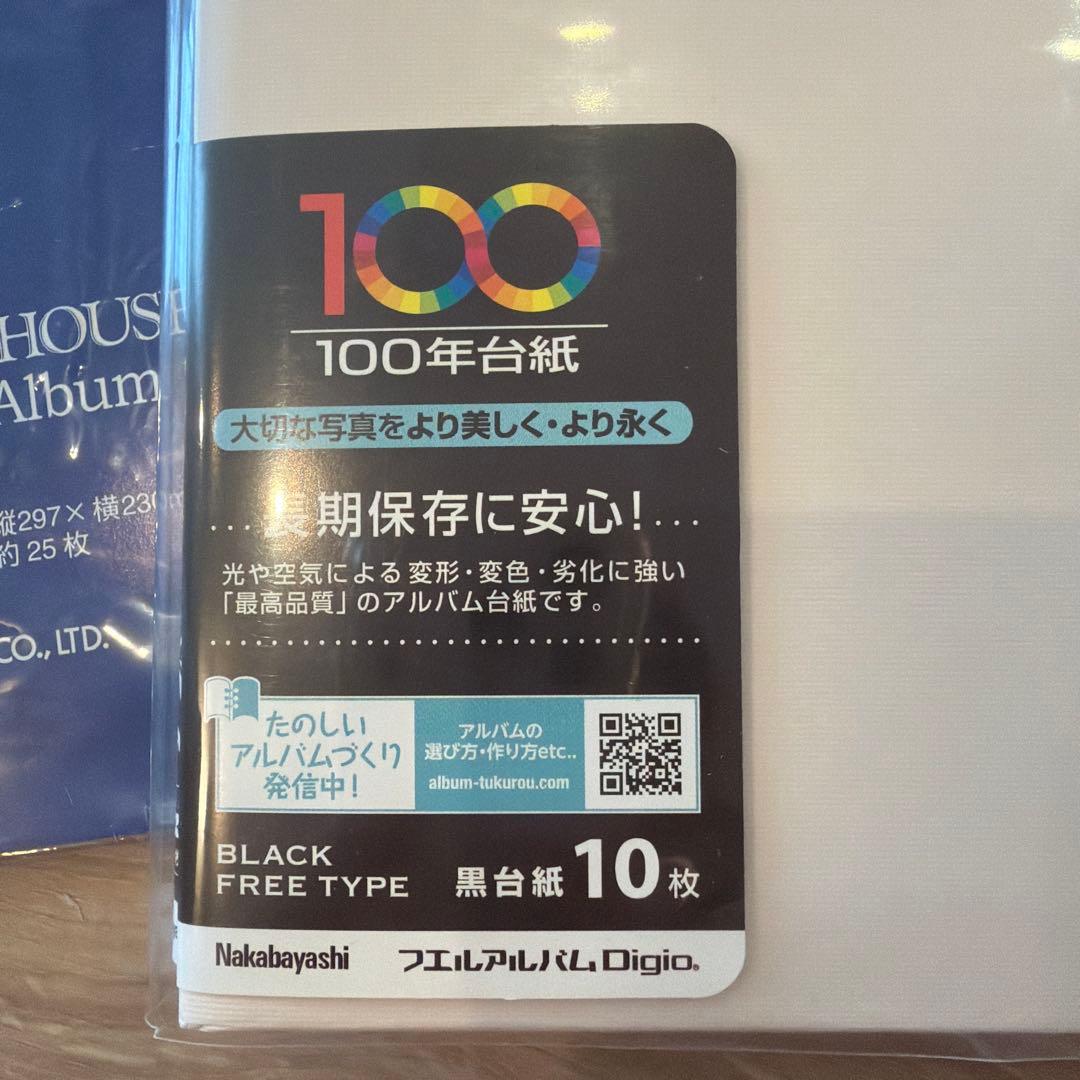 HOUSE
Album
縦297×横230m
約25枚
CO., LTD.
100
100年台紙
大切な写真をより美しく・より永く
...長期保存に安心!...
光や空気による変形・変色・劣化に強い
「最高品質」のアルバム台紙です。
たのしい
アルバムづくり
発信中!
アルバムの
選び方・作り方etc..
album-tukurou.com
BLACK
FREE TYPE
黒台紙10枚
Nakabayashi フエルアルバム Digio®